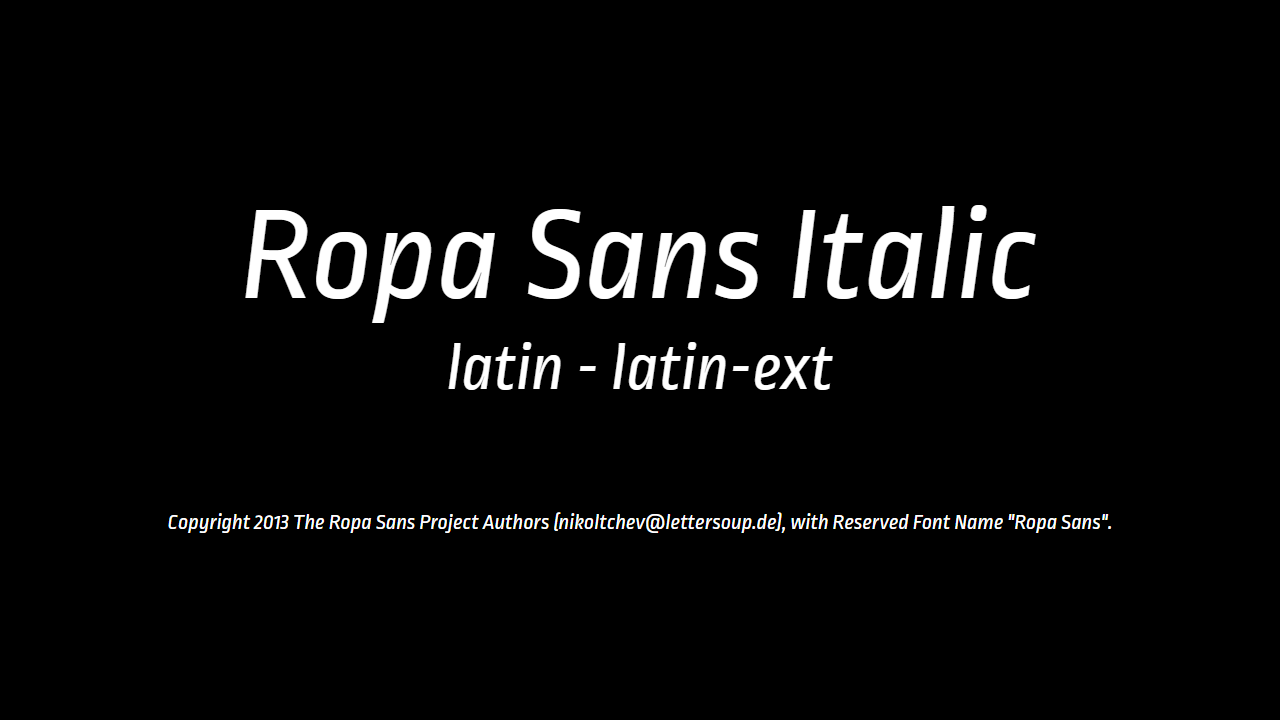 Ropa Sans Italic
latin - latin-ext
Copyright 2013 The Ropa Sans Project Authors (nikoltchev@lettersoup.de), with Reserved Font Name "Ropa Sans".